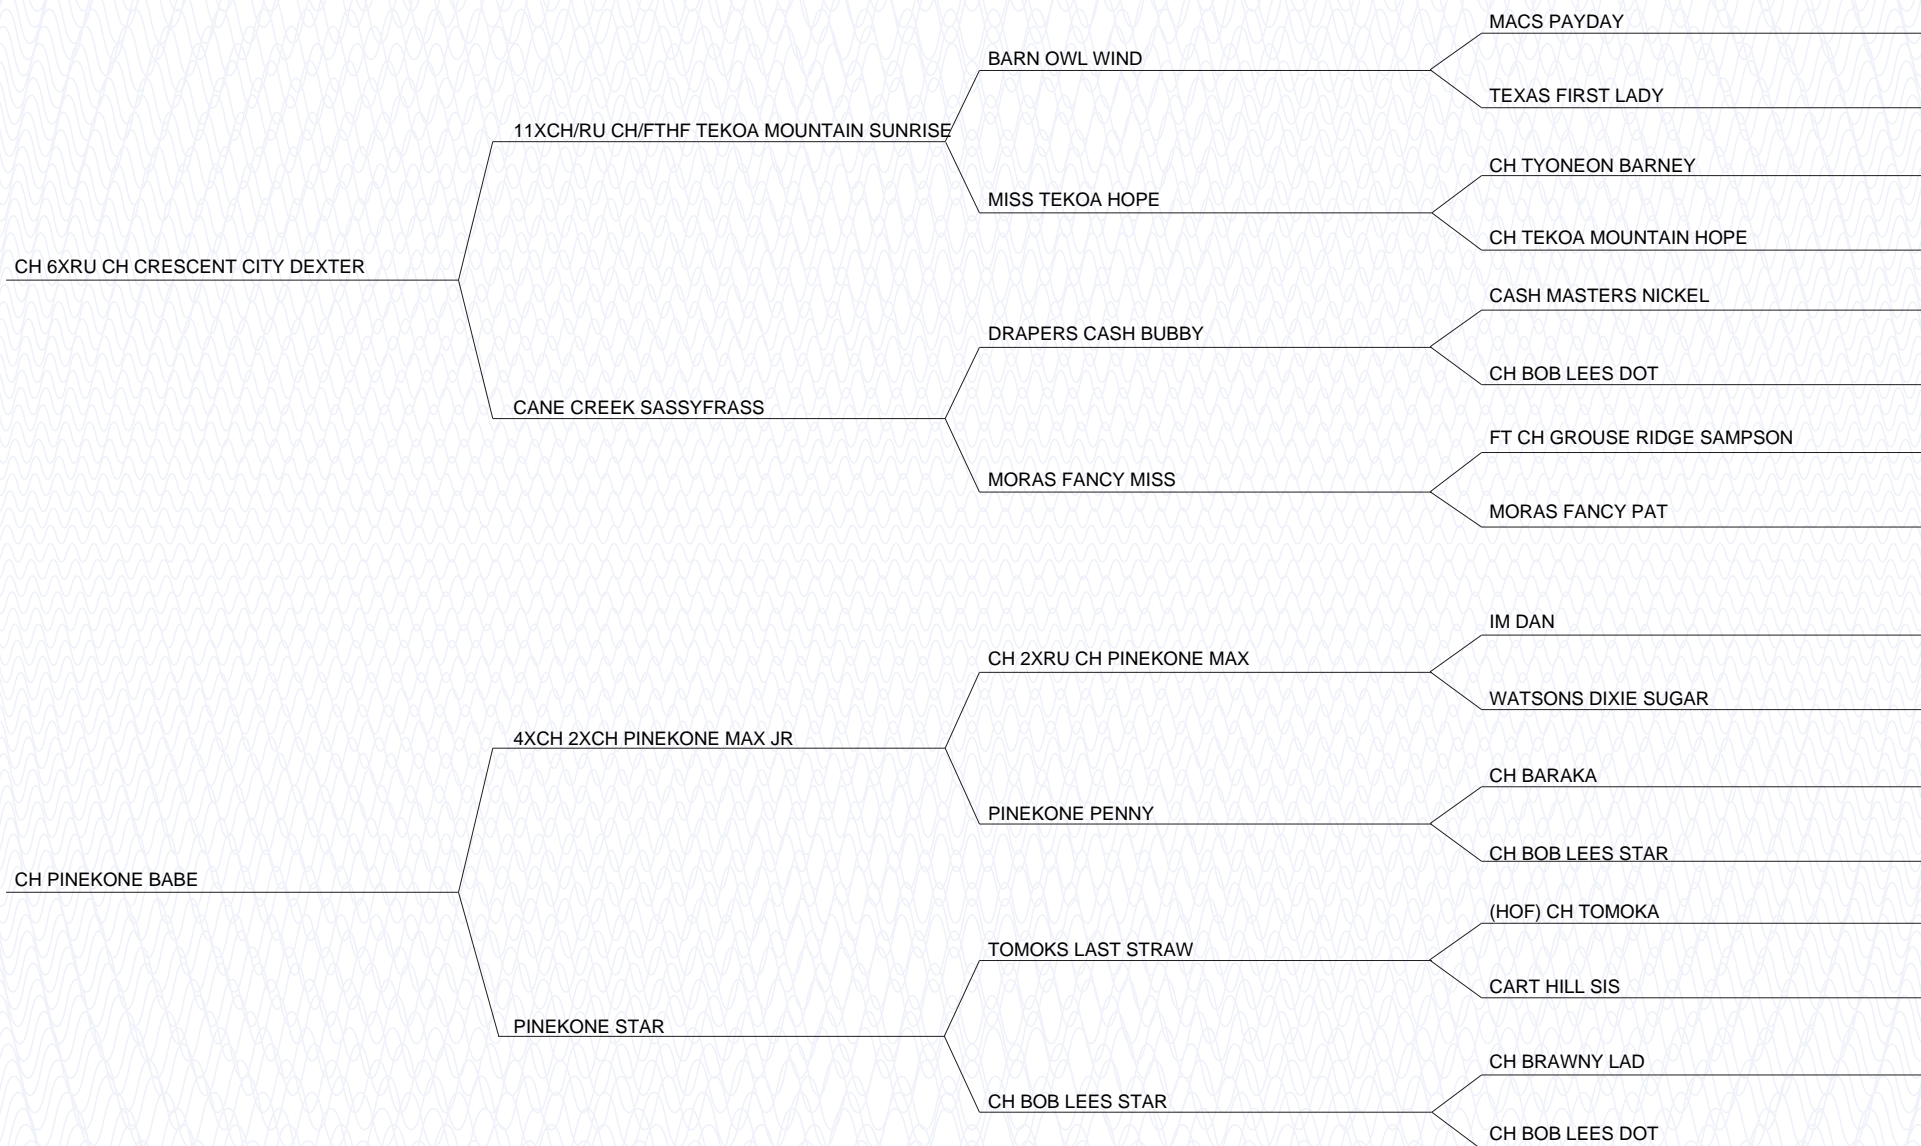 MACS PAYDAY
BARN OWL WIND
TEXAS FIRST LADY
11XCH/RU CH/FTHF TEKOA MOUNTAIN SUNRISE
CH TYONEON BARNEY
MISS TEKOA HOPE
CH TEKOA MOUNTAIN HOPE
CH 6XRU CH CRESCENT CITY DEXTER
CASH MASTERS NICKEL
DRAPERS CASH BUBBY
CH BOB LEES DOT
CANE CREEK SASSYFRASS
FT CH GROUSE RIDGE SAMPSON
MORAS FANCY MISS
MORAS FANCY PAT
IM DAN
CH 2XRU CH PINEKONE MAX
WATSONS DIXIE SUGAR
4XCH 2XCH PINEKONE MAX JR
CH BARAKA
PINEKONE PENNY
CH BOB LEES STAR
CH PINEKONE BABE
(HOF) CH TOMOKA
TOMOKS LAST STRAW
CART HILL SIS
PINEKONE STAR
CH BRAWNY LAD
CH BOB LEES STAR
CH BOB LEES DOT